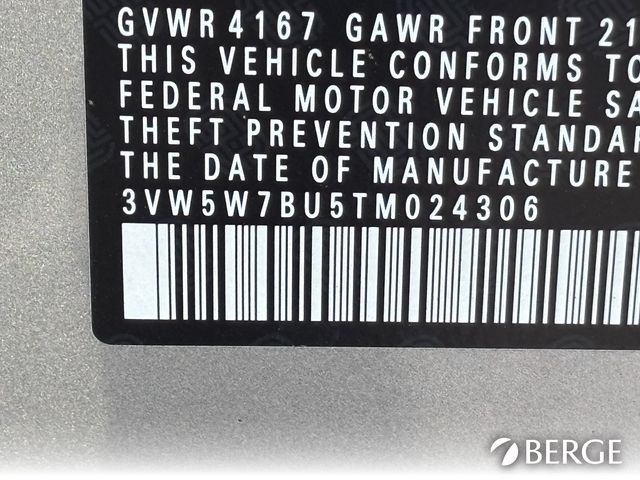 GVWR 4167 GAWR FRONT 21
THIS VEHICLE CONFORMS TO
FEDERAL MOTOR VEHICLE SA
THEFT PREVENTION STANDAR
THE DATE OF MANUFACTURE
3VW5W7BU5TM024306
BERGE